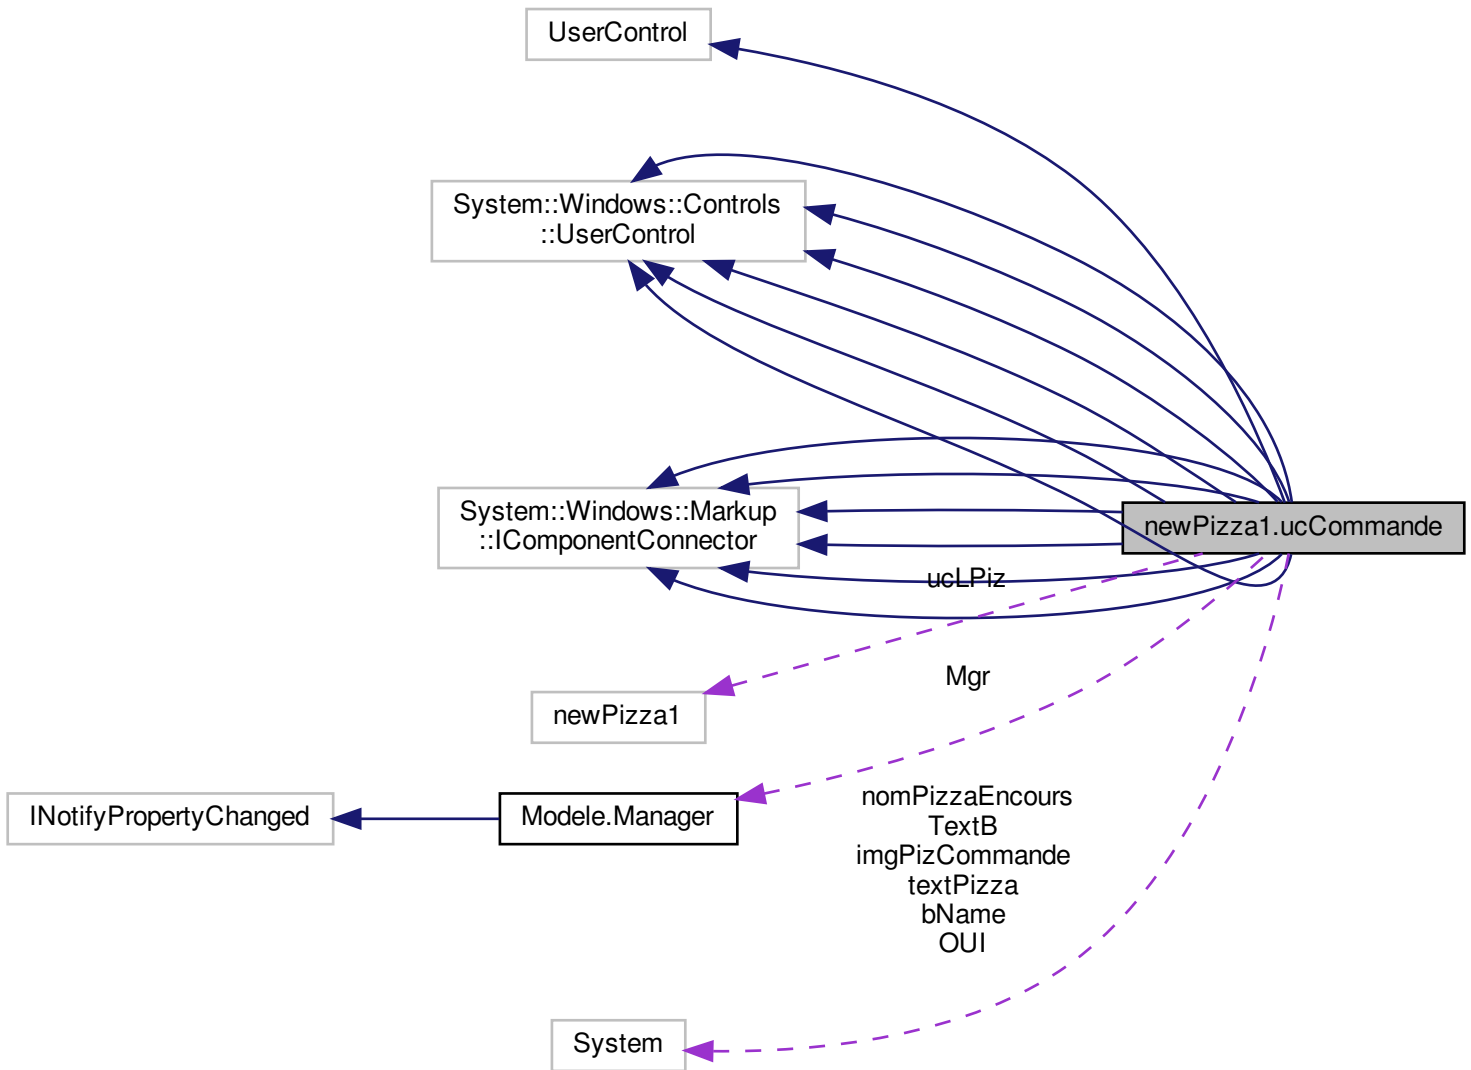 UserControl
System::Windows::Controls
::UserControl
System::Windows::Markup
::IComponentConnector
newPizza1.ucCommande
ucLPiz
Mgr
newPizza1
INotifyPropertyChanged
Modele.Manager
nomPizzaEncours
TextB
imgPizCommande
textPizza
bName
OUI
System